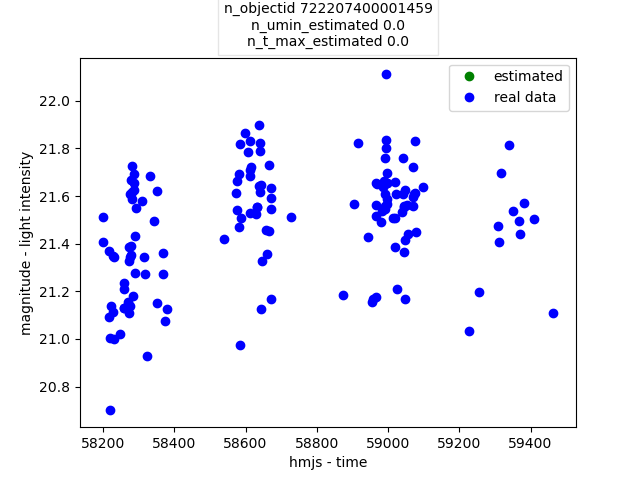 n_objectid 722207400001459
n_umin_estimated 0.0
n_t_max_estimated 0.0
estimated
real data
magnitude - light intensity
22.0
21.8
21.6
21.4
21.2
21.0
20.8
58200 58400 58600 58800 59000 59200 59400
hmjs - time